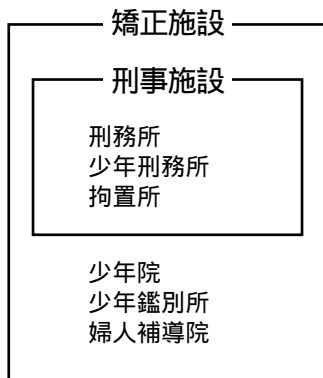 矯正施設
刑事施設
刑務所
少年刑務所
拘置所
少年院
少年鑑別所
婦人補導院